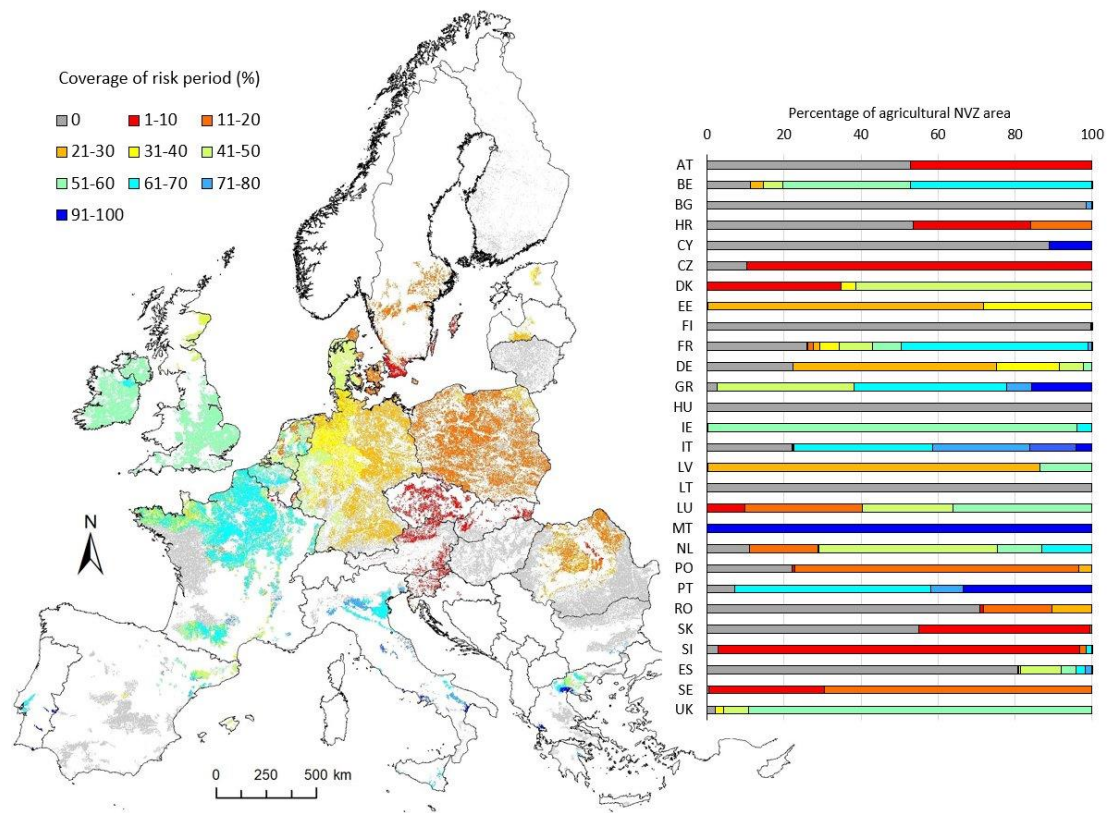 Coverage of risk period (%)
0 1-10 11-20
21-30 31-40 41-50
51-60 61-70 71-80
91-100
N
0 250 500 km
Percentage of agricultural NVZ area
0 20 40 60 80 100
AT
BE
BG
HR
CY
CZ
DK
EE
FI
FR
DE
GR
HU
IE
IT
LV
LT
LU
MT
NL
PO
PT
RO
SK
SI
ES
SE
UK